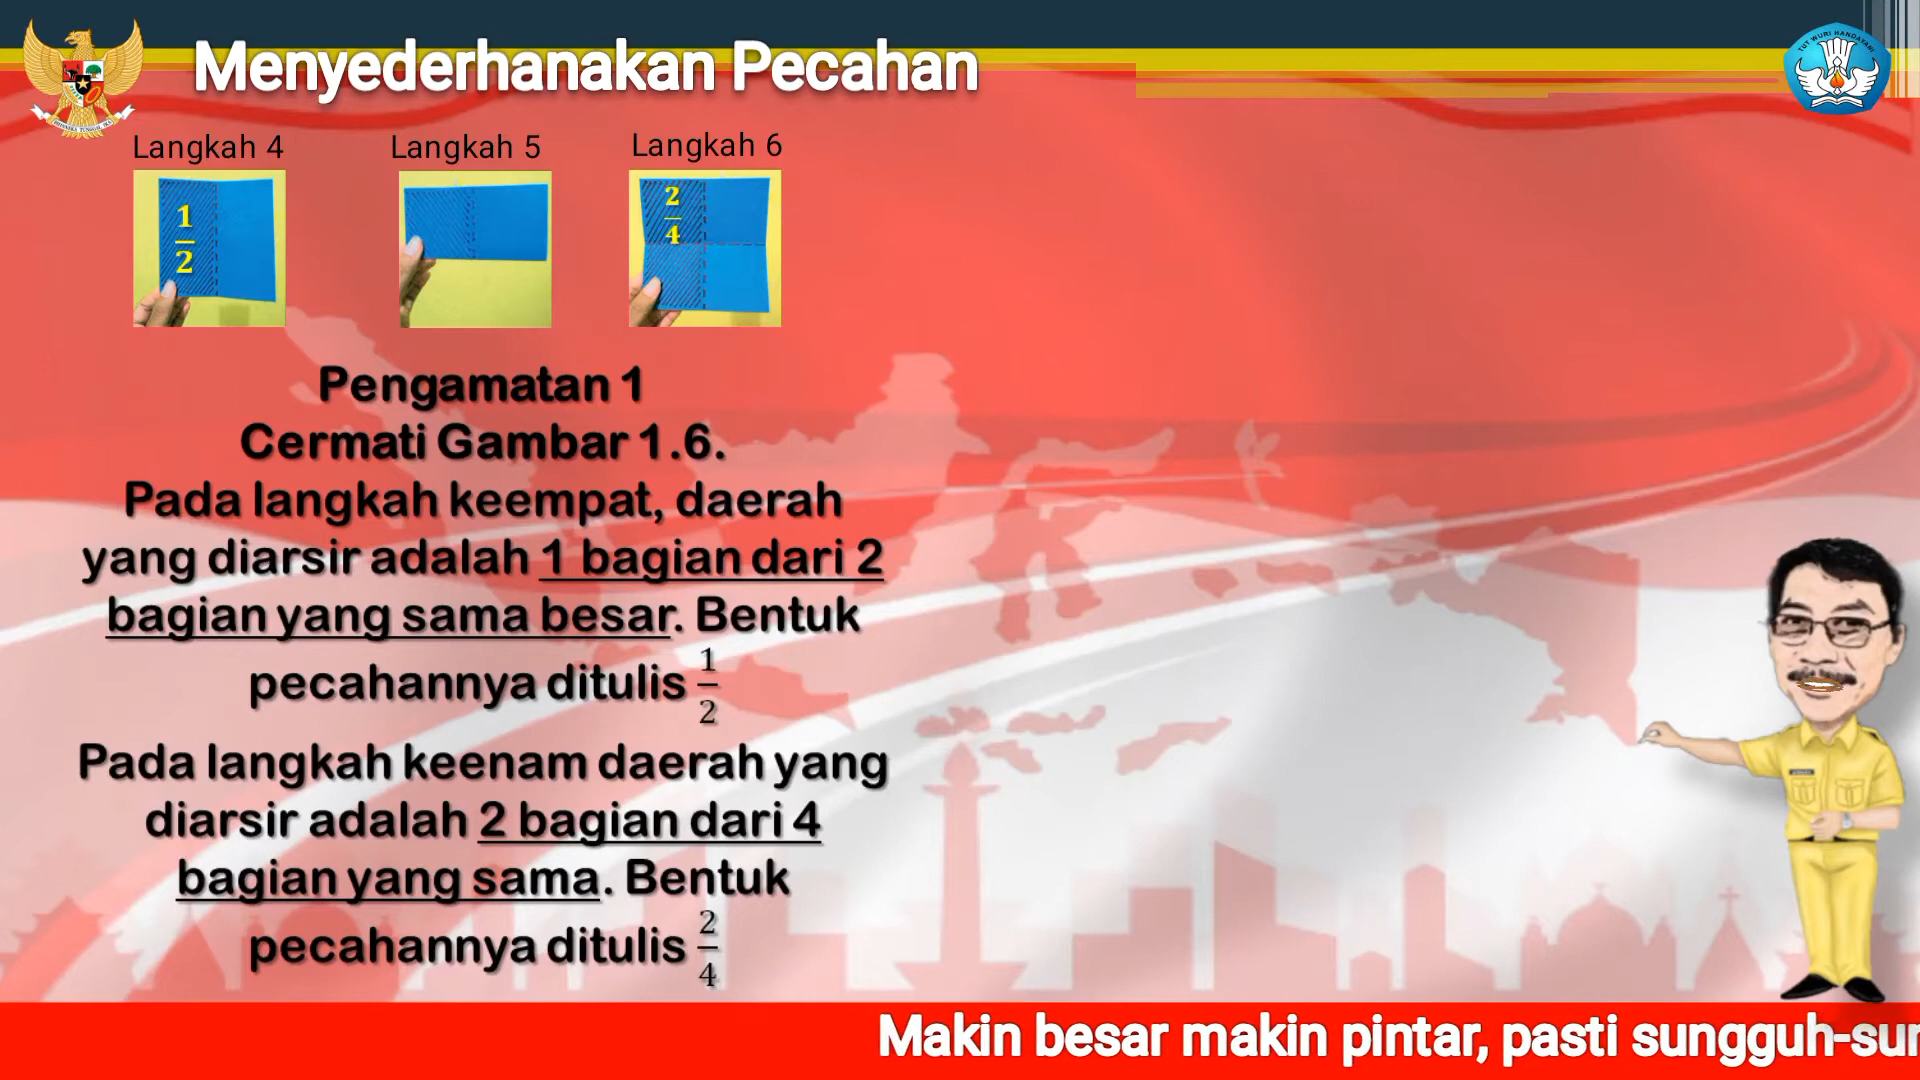 Menyederhanakan Pecahan
TUT WURI HANDAYANI
Langkah 4
Langkah 5
Langkah 6
1
2
2
4
Pengamatan 1
Cermati Gambar 1.6.
Pada langkah keempat, daerah
yang diarsir adalah 1 bagian dari 2
bagian yang sama besar. Bentuk
pecahannya ditulis 1/2
Pada langkah keenam daerah yang
diarsir adalah 2 bagian dari 4
bagian yang sama. Bentuk
pecahannya ditulis 2/4
Makin besar makin pintar, pasti sungguh-sun